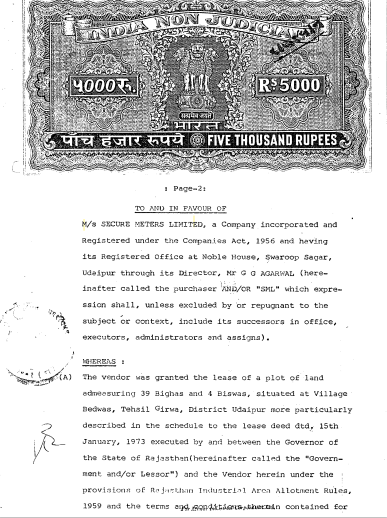 INDIA NON JUDICIAL
५000रु.
Rs 5000
सत्यमेव जयते
भारत
पाँच हजार रूपये
FIVE THOUSAND RUPEES
: Page-2:
TO AND IN FAVOUR OF
M/s SECURE METERS LIMITED, a Company incorporated and
Registered under the Companies Act, 1956 and having
its Registered Office at Noble House, Swaroop Sagar,
Udaipur through its Director, Mr G G AGARWAL (here-
inafter called the purchaser AND/OR "SML" which expre-
ssion shall, unless excluded by or repugnant to the
subject or context, include its successors in office,
executors, administrators and assigns).
WHEREAS :
(A) The vendor was granted the lease of a plot of land
admeasuring 39 Bighas and 4 Biswas, situated at Village
Bedwas, Tehsil Girwa, District Udaipur more particularly
described in the schedule to the lease deed dtd, 15th
January, 1973 executed by and between the Governor of
the State of Rajasthan(hereinafter called the "Govern-
ment and/or Lessor") and the Vendor herein under the
provisions of Rajasthan Industrial Area Allotment Rules,
1959 and the terms and conditions therein contained for